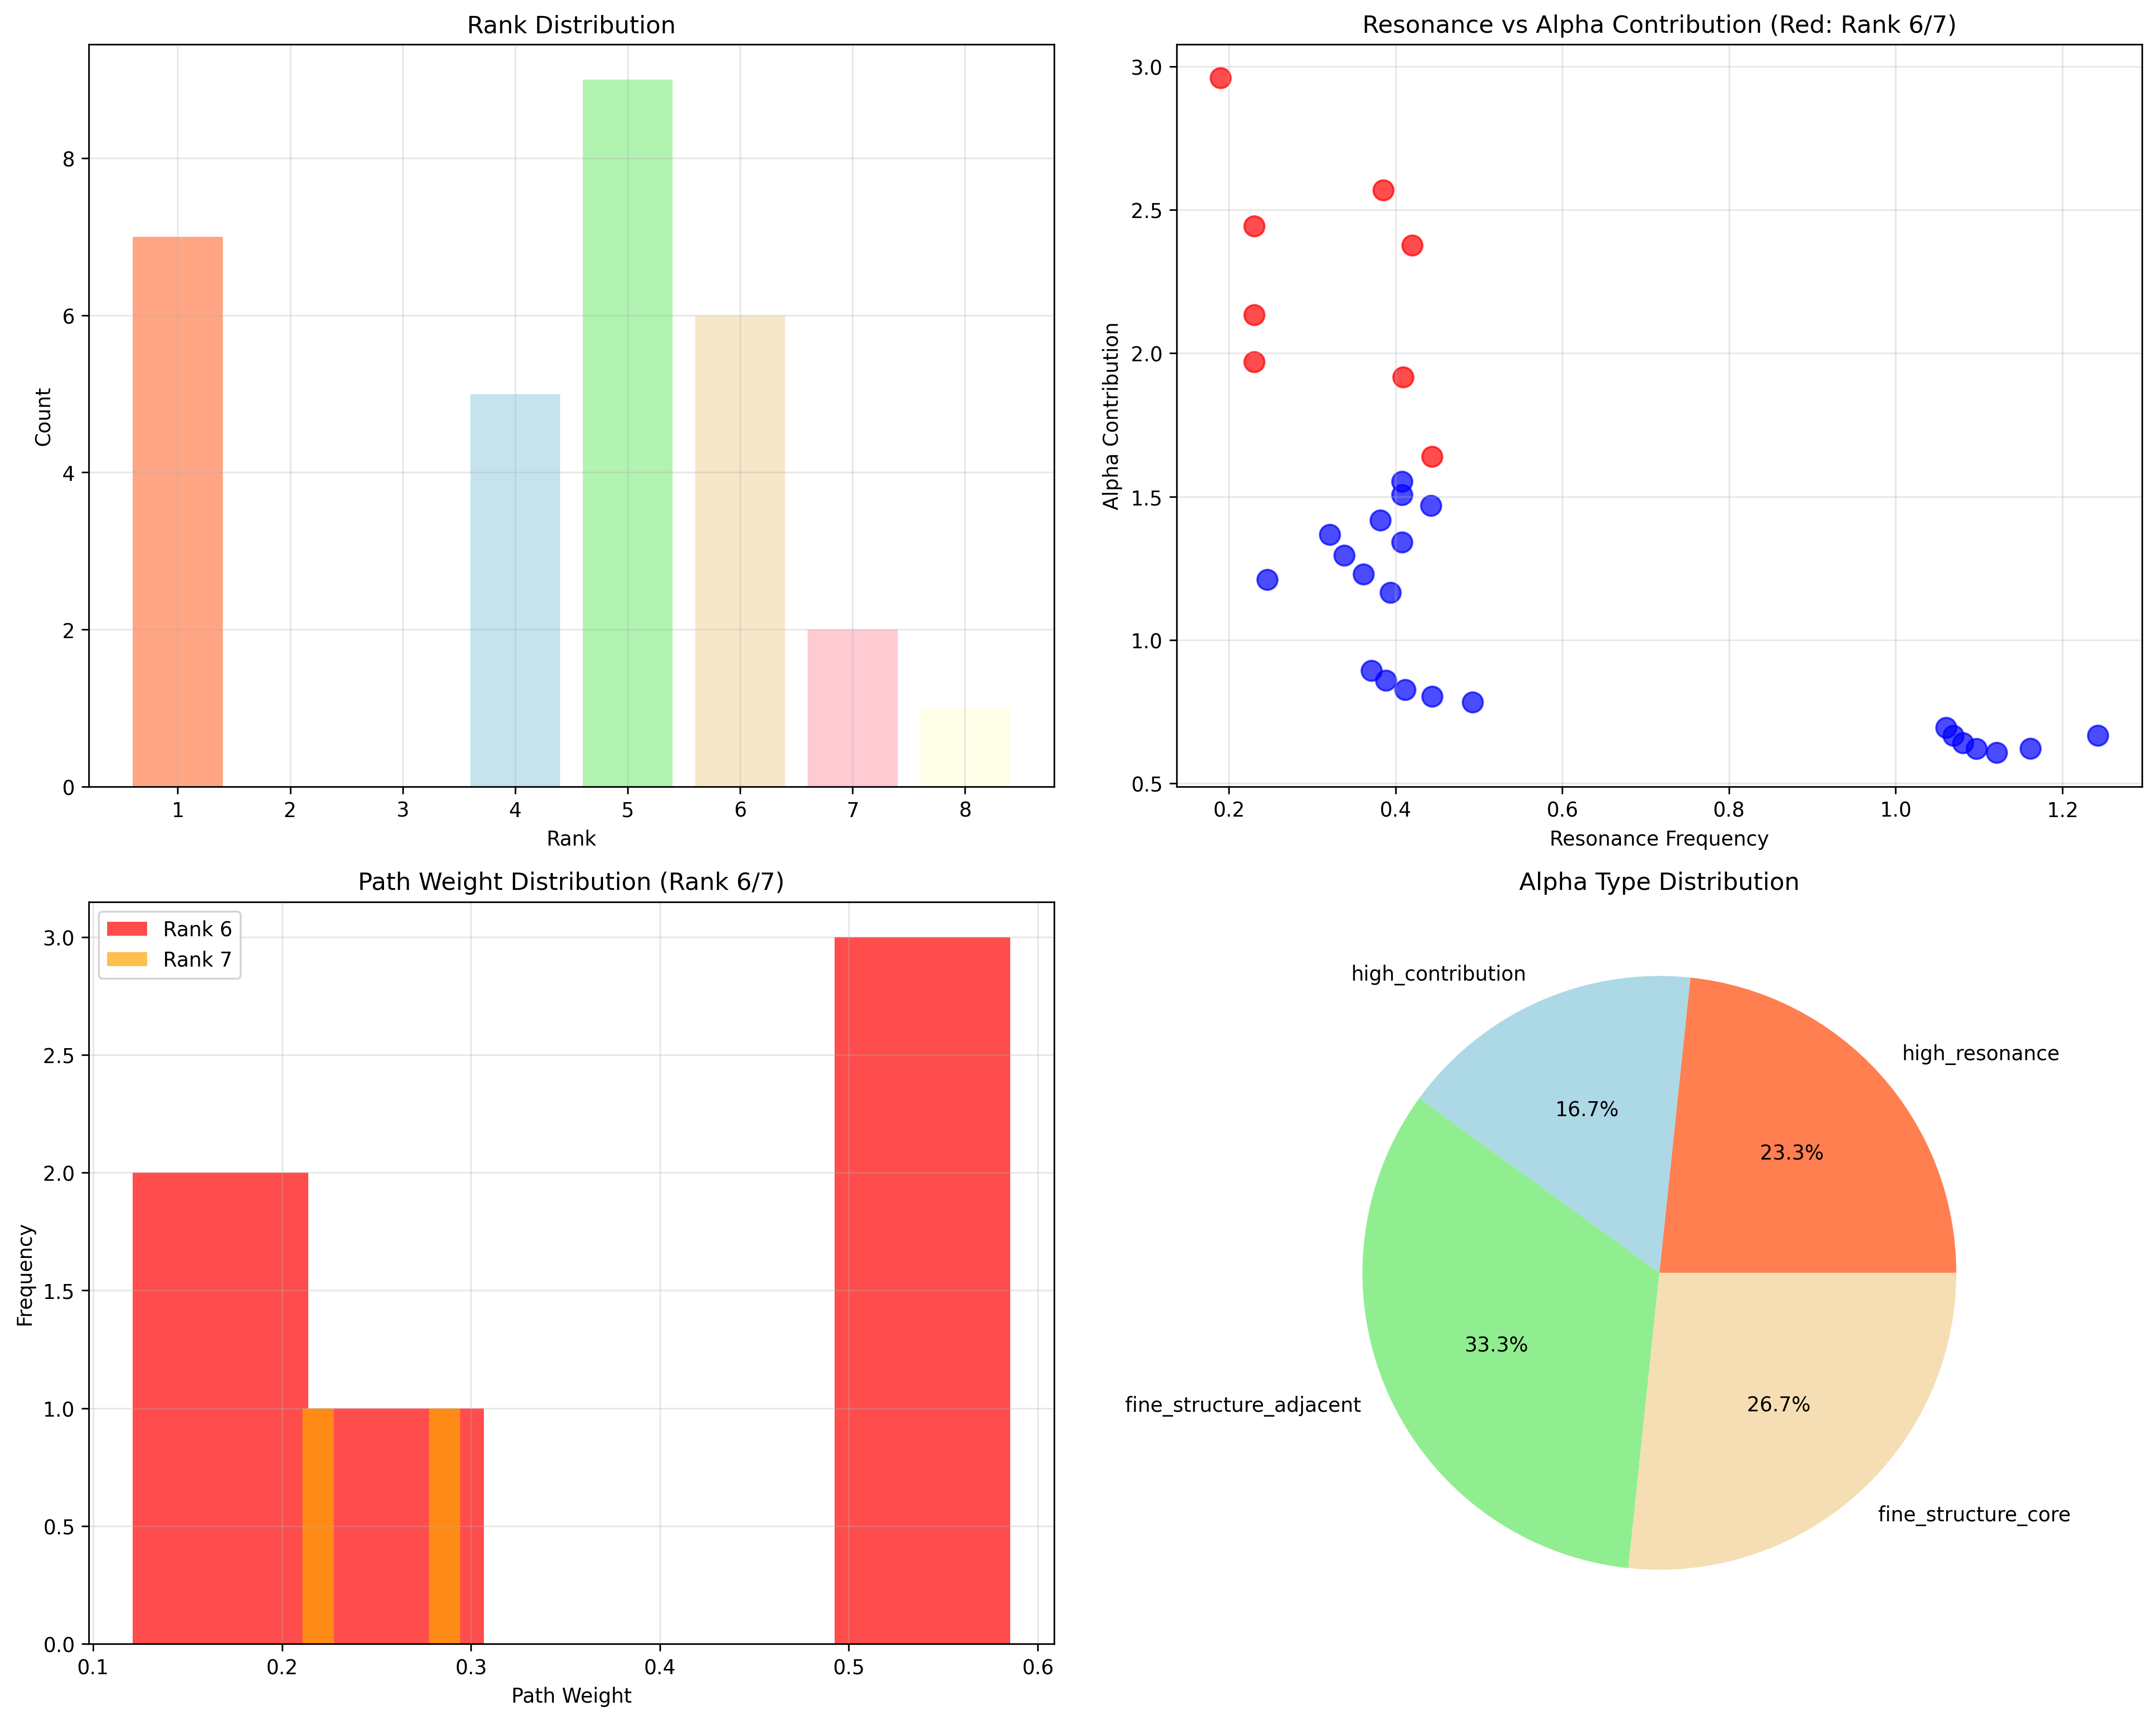 Rank Distribution
8
6
4
2
0
Count
1 2 3 4 5 6 7 8
Rank
Resonance vs Alpha Contribution (Red: Rank 6/7)
3.0
2.5
2.0
1.5
1.0
0.5
Alpha Contribution
0.2 0.4 0.6 0.8 1.0 1.2
Resonance Frequency
Path Weight Distribution (Rank 6/7)
Rank 6
Rank 7
3.0
2.5
2.0
1.5
1.0
0.5
0.0
Frequency
0.1 0.2 0.3 0.4 0.5 0.6
Path Weight
Alpha Type Distribution
high_contribution
high_resonance
16.7%
23.3%
33.3%
26.7%
fine_structure_adjacent
fine_structure_core